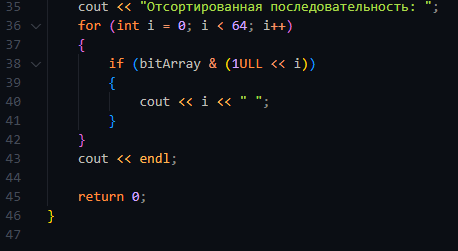 35 cout << "Отсортированная последовательность: ";
36 for (int i = 0; i < 64; i++)
37 {
38 if (bitArray & (1ULL << i))
39 {
40 cout << i << " ";
41 }
42 }
43 cout << endl;
44
45 return 0;
46 }
47